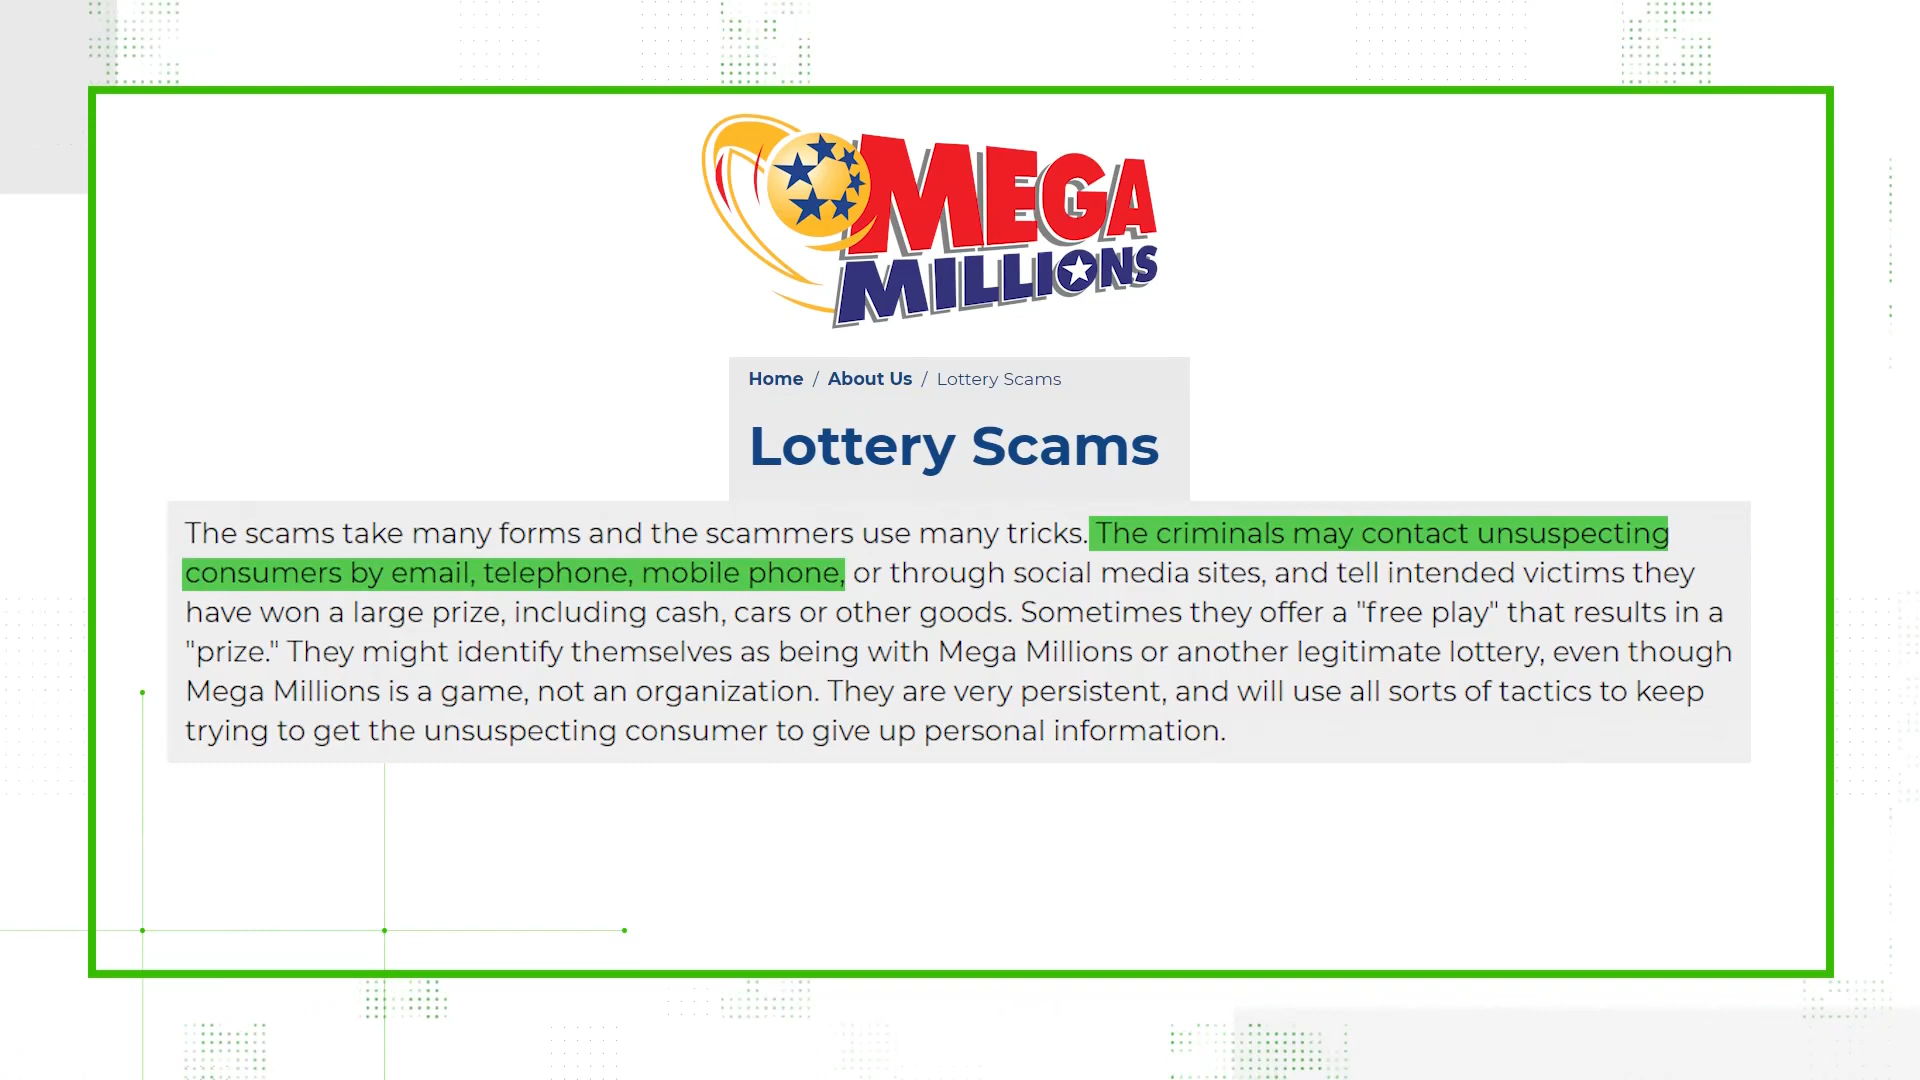 MEGA
MILLIONS
Home / About Us / Lottery Scams
Lottery Scams
The scams take many forms and the scammers use many tricks. The criminals may contact unsuspecting
consumers by email, telephone, mobile phone, or through social media sites, and tell intended victims they
have won a large prize, including cash, cars or other goods. Sometimes they offer a "free play" that results in a
"prize." They might identify themselves as being with Mega Millions or another legitimate lottery, even though
Mega Millions is a game, not an organization. They are very persistent, and will use all sorts of tactics to keep
trying to get the unsuspecting consumer to give up personal information.